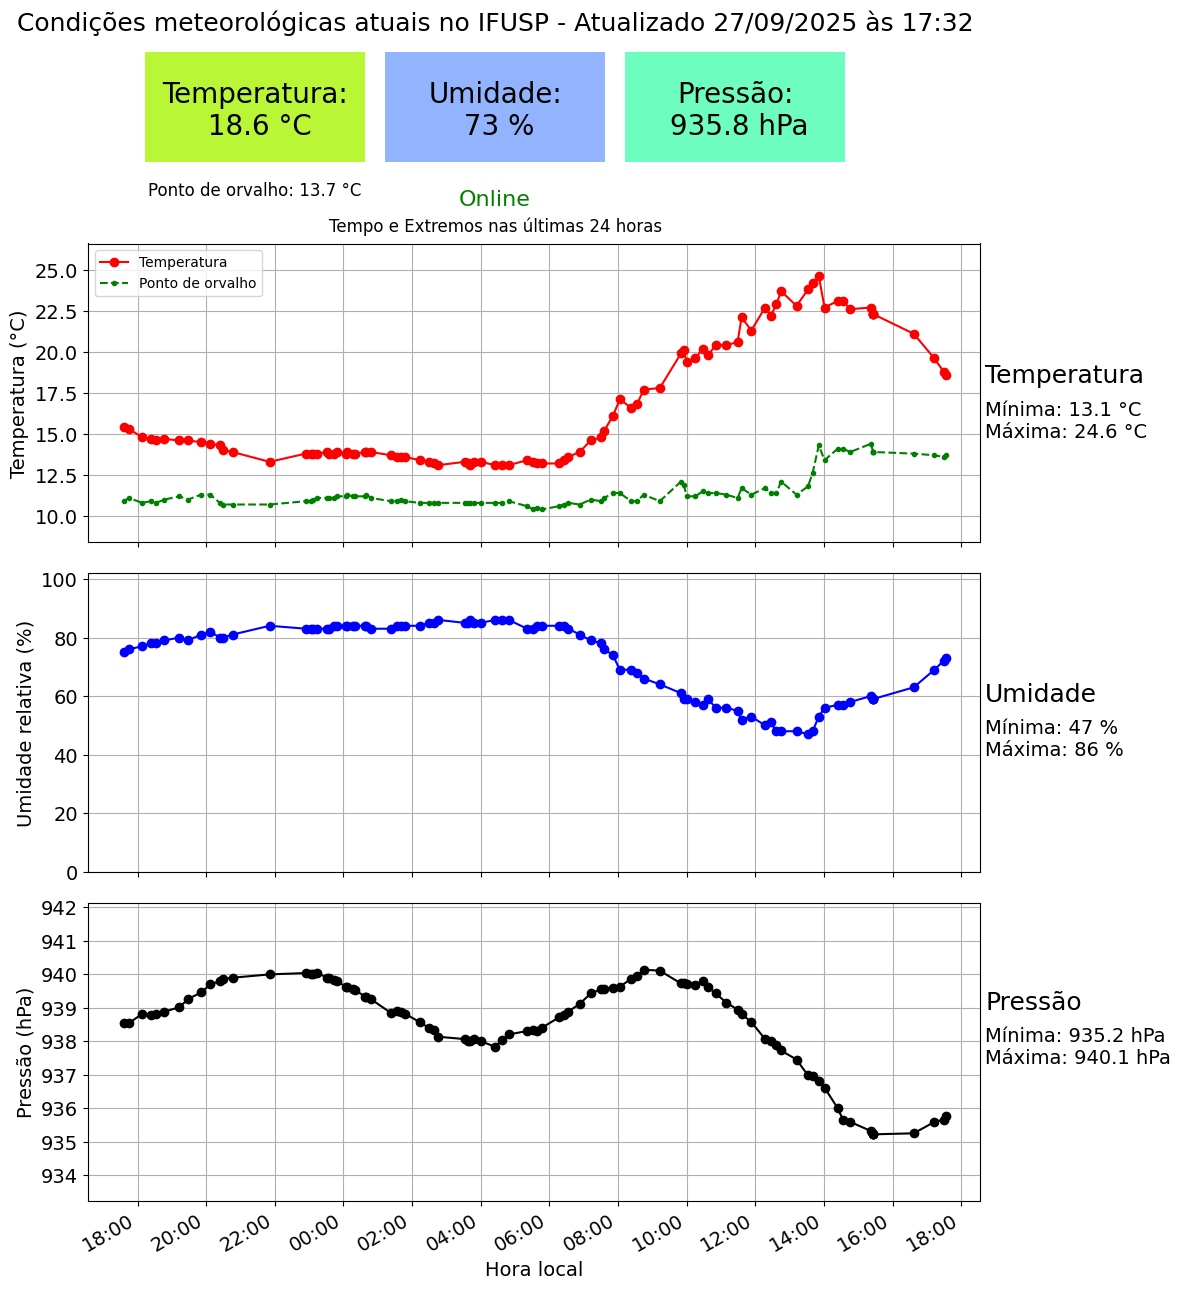 Condições meteorológicas atuais no IFUSP - Atualizado 27/09/2025 às 17:32
Temperatura:
18.6 °C
Umidade:
73 %
Pressão:
935.8 hPa
Ponto de orvalho: 13.7 °C
Online
Tempo e Extremos nas últimas 24 horas
Temperatura
Ponto de orvalho
Temperatura (°C)
25.0
22.5
20.0
17.5
15.0
12.5
10.0
Temperatura
Mínima: 13.1 °C
Máxima: 24.6 °C
Umidade relativa (%)
100
80
60
40
20
0
Umidade
Mínima: 47 %
Máxima: 86 %
Pressão (hPa)
942
941
940
939
938
937
936
935
934
Pressão
Mínima: 935.2 hPa
Máxima: 940.1 hPa
18:00 20:00 22:00 00:00 02:00 04:00 06:00 08:00 10:00 12:00 14:00 16:00 18:00
Hora local